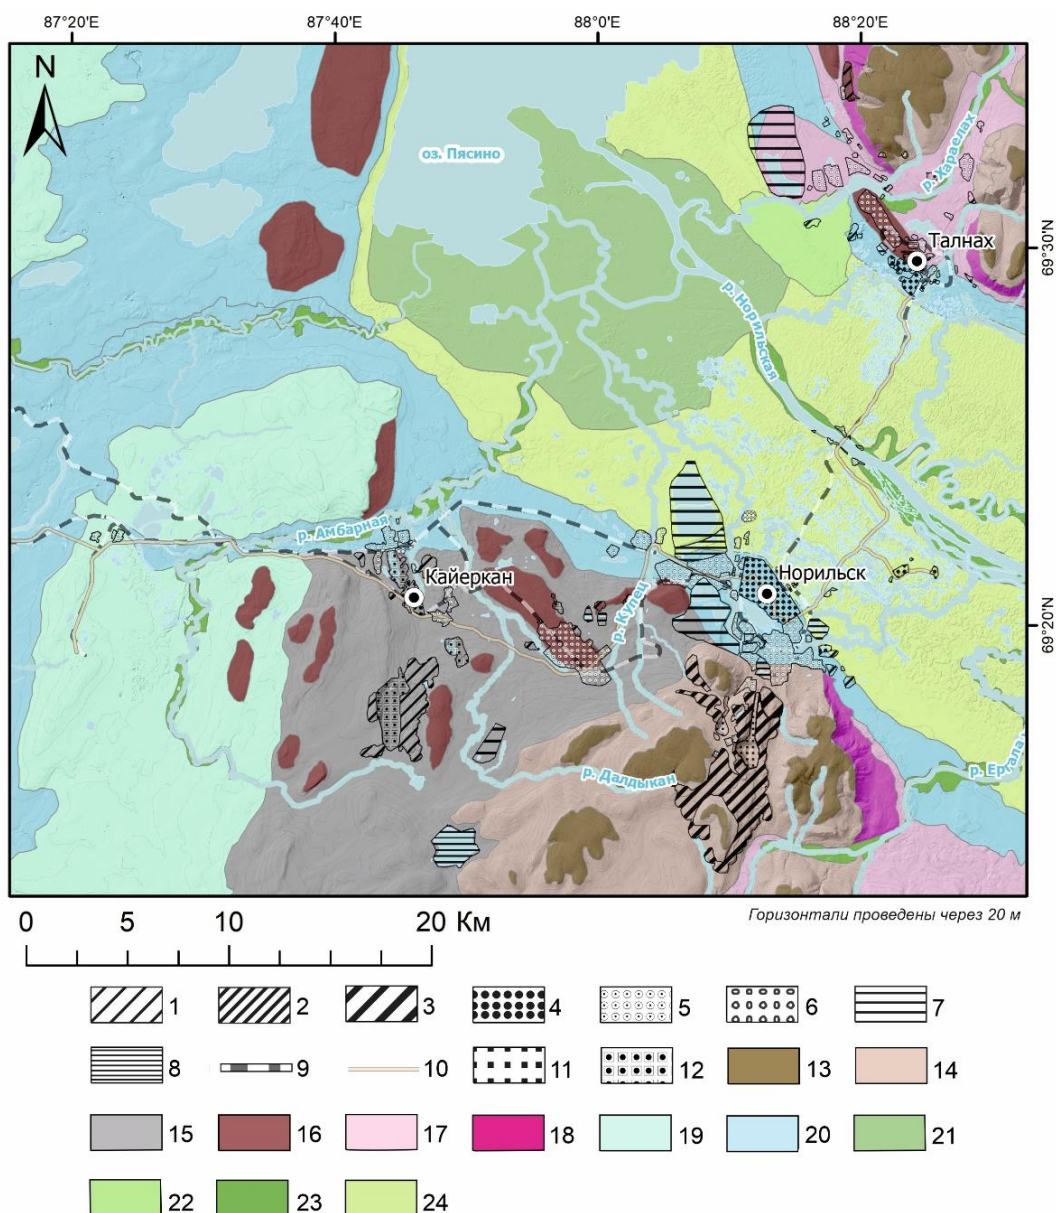 87°20'E 87°40'E 88°0'E 88°20'E
N
оз. Пясино
р. Хараелах
Талнах
69°30'N
р. Норильская
р. Амбарная
Кайеркан
Норильск
р. Купец
69°20'N
р. Далдыкан
р. Ергала
0 5 10 20 Км
Горизонтали проведены через 20 м
1 2 3 4 5 6 7
8 9 10 11 12 13 14
15 16 17 18 19 20 21
22 23 24